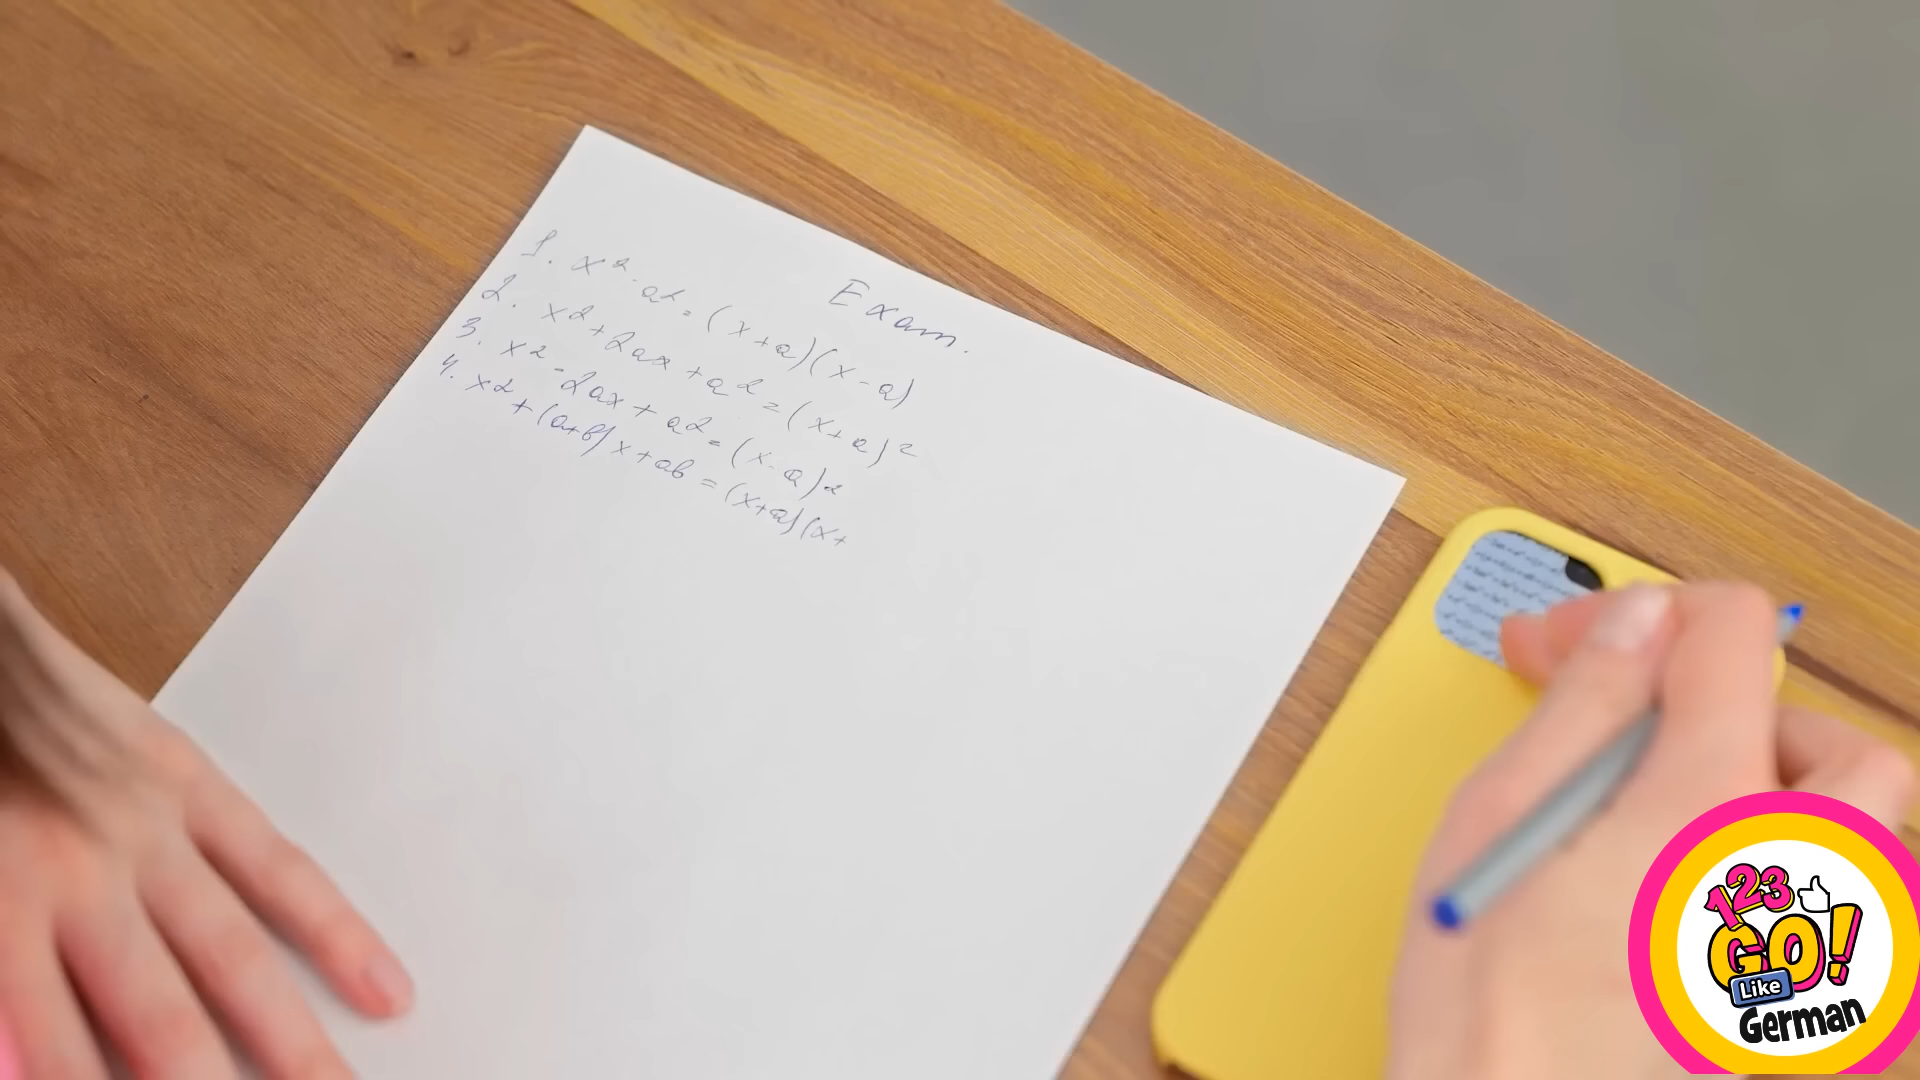 Exam.
1. x² - a² = (x+a)(x-a)
2. x² + 2ax + a² = (x+a)²
3. x² - 2ax + a² = (x-a)²
4. x² + (a+b)x + ab = (x+a)(x+
123
GO!
Like
German